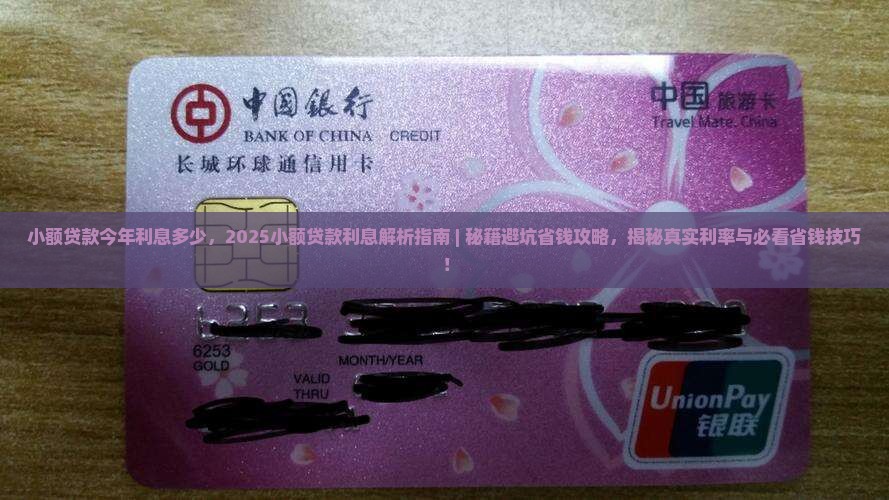 中国银行
BANK OF CHINA CREDIT
长城环球通信用卡
中国旅游卡
Travel Mate. China
小额贷款今年利息多少，2025小额贷款利息解析指南 | 秘籍避坑省钱攻略，揭秘真实利率与必看省钱技巧
！
6253
6253
GOLD
MONTH/YEAR
VALID
THRU
UnionPay
银联